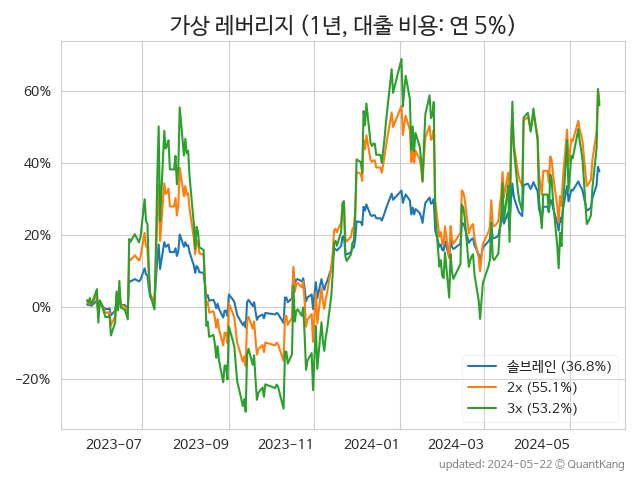 가상 레버리지 (1년, 대출 비용: 연 5%)
60%
40%
20%
0%
−20%
솔브레인 (36.8%)
2x (55.1%)
3x (53.2%)
2023-07
2023-09
2023-11
2024-01
2024-03
2024-05
updated: 2024-05-22 © QuantKang